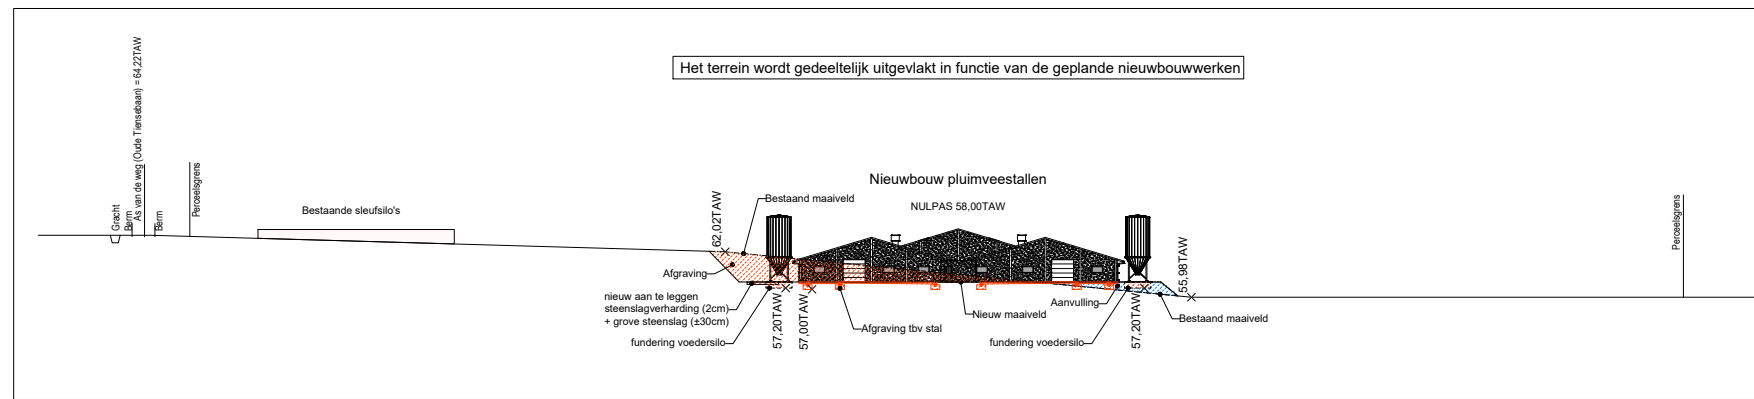 Het terrein wordt gedeeltelijk uitgevlakt in functie van de geplande nieuwbouwwerken
Gracht
Berm
As van de weg (Oude Tiensebaan) = 64,22TAW
Berm
Perceelsgrens
Bestaande sleufsilo's
62,02TAW
Bestaand maaiveld
Nieuwbouw pluimveestallen
NULPAS 58,00TAW
Afgraving
nieuw aan te leggen
steenslagverharding (2cm)
+ grove steenslag (±30cm)
fundering voedersilo
57,20TAW
57,00TAW
Afgraving tbv stal
Nieuw maaiveld
Aanvulling
fundering voedersilo
57,20TAW
55,98TAW
Bestaand maaiveld
Perceelsgrens